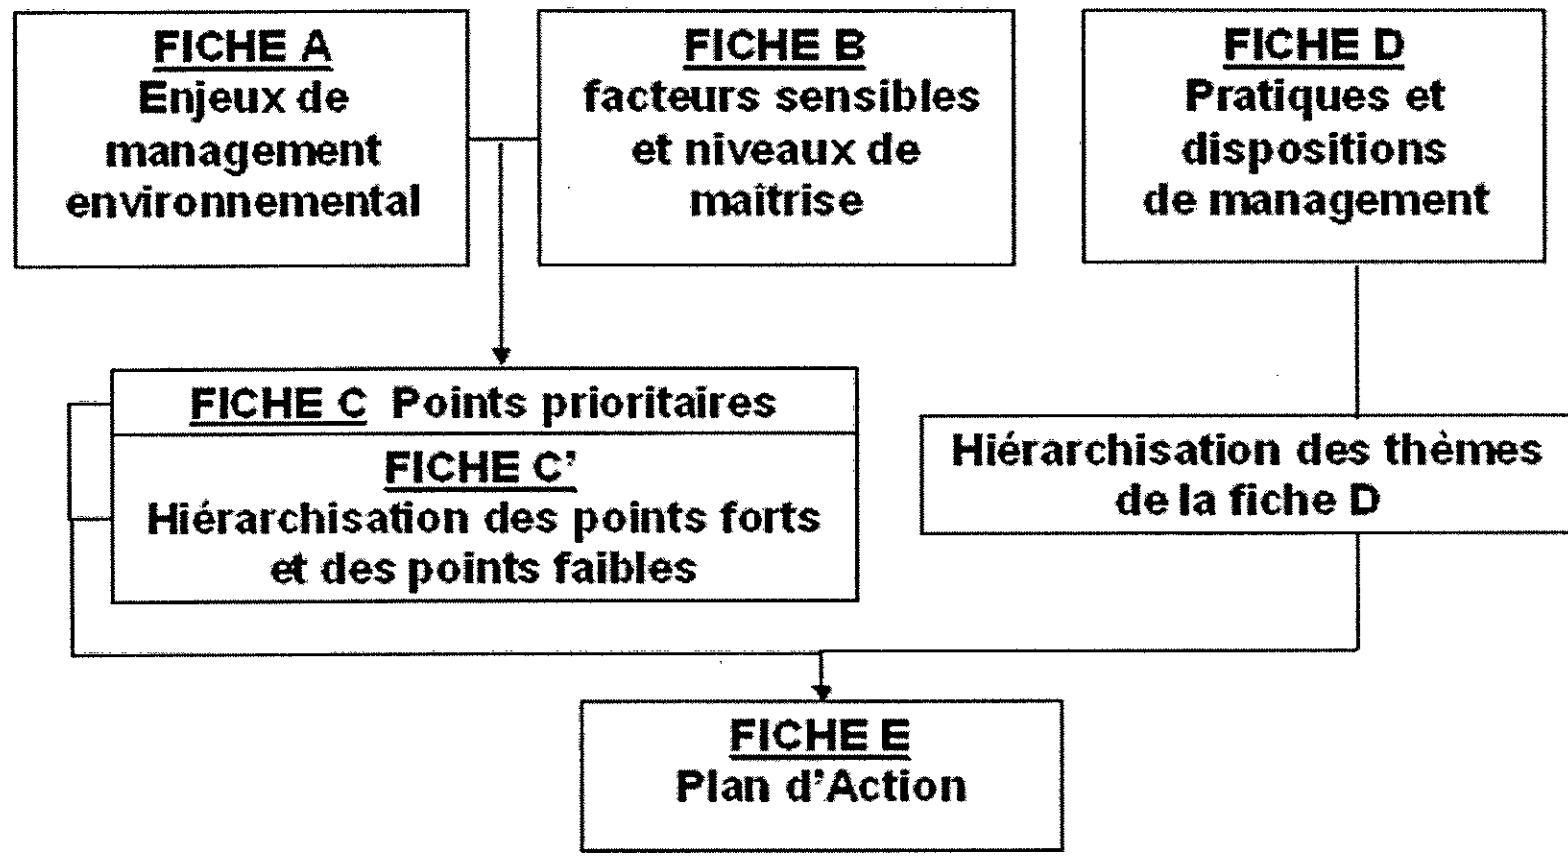 FICHE A
Enjeux de
management
environnemental
FICHE B
facteurs sensibles
et niveaux de
maîtrise
FICHE D
Pratiques et
dispositions
de management
FICHE C Points prioritaires
FICHE C'
Hiérarchisation des points forts
et des points faibles
Hiérarchisation des thèmes
de la fiche D
FICHE E
Plan d'Action